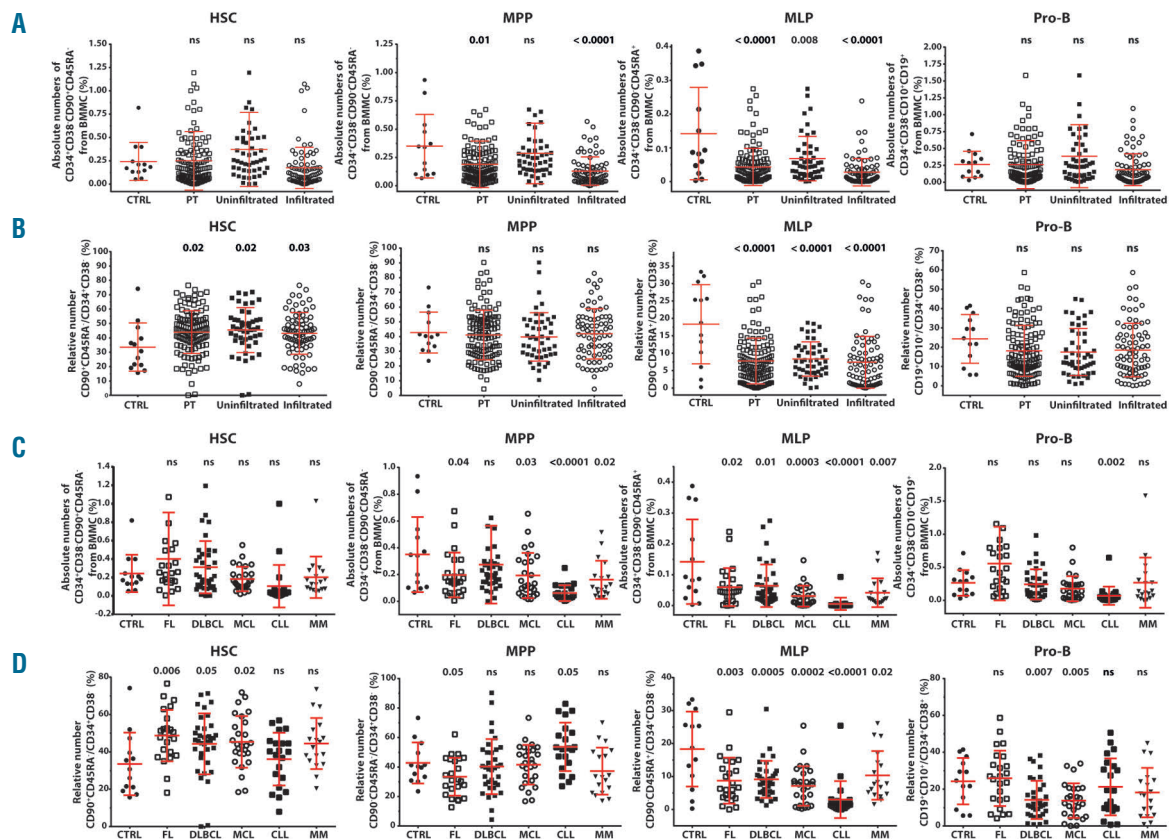 A
HSC
Absolute numbers of
CD34⁺CD38⁻CD90⁺CD45RA⁻
from BMMC (%)
1.25
1.00
0.75
0.50
0.25
0.00
ns ns ns
CTRL PT Uninfiltrated Infiltrated
MPP
Absolute numbers of
CD34⁺CD38⁻CD90⁻CD45RA⁻
from BMMC (%)
1.25
1.00
0.75
0.50
0.25
0.00
0.01 ns < 0.0001
CTRL PT Uninfiltrated Infiltrated
MLP
Absolute numbers of
CD34⁺CD38⁻CD90⁻CD45RA⁺
from BMMC (%)
0.4
0.3
0.2
0.1
0
< 0.0001 0.008 < 0.0001
CTRL PT Uninfiltrated Infiltrated
Pro-B
Absolute numbers of
CD34⁺CD38⁻CD10⁺CD19⁺
from BMMC (%)
2.00
1.75
1.50
1.25
1.00
0.75
0.50
0.25
0.00
ns ns ns
CTRL PT Uninfiltrated Infiltrated
B
HSC
Relative number
CD90⁺CD45RA⁻/CD34⁺CD38⁻ (%)
100
90
80
70
60
50
40
30
20
10
0
0.02 0.02 0.03
CTRL PT Uninfiltrated Infiltrated
MPP
Relative number
CD90⁻CD45RA⁻/CD34⁺CD38⁻ (%)
100
90
80
70
60
50
40
30
20
10
0
ns ns ns
CTRL PT Uninfiltrated Infiltrated
MLP
Relative number
CD90⁻CD45RA⁺/CD34⁺CD38⁻ (%)
35
30
25
20
15
10
5
0
< 0.0001 < 0.0001 < 0.0001
CTRL PT Uninfiltrated Infiltrated
Pro-B
Relative number
CD19⁺CD10⁺/CD34⁺CD38⁺ (%)
70
60
50
40
30
20
10
0
ns ns ns
CTRL PT Uninfiltrated Infiltrated
C
HSC
Absolute numbers of
CD34⁺CD38⁻CD90⁺CD45RA⁻
from BMMC (%)
1.4
1.2
1.0
0.8
0.6
0.4
0.2
0.0
-0.2
ns ns ns ns ns
CTRL FL DLBCL MCL CLL MM
MPP
Absolute numbers of
CD34⁺CD38⁻CD90⁻CD45RA⁻
from BMMC (%)
1.0
0.8
0.6
0.4
0.2
0.0
0.04 ns 0.03 <0.0001 0.02
CTRL FL DLBCL MCL CLL MM
MLP
Absolute numbers of
CD34⁺CD38⁻CD90⁻CD45RA⁺
from BMMC (%)
0.4
0.3
0.2
0.1
0.0
0.02 0.01 0.0003 <0.0001 0.007
CTRL FL DLBCL MCL CLL MM
Pro-B
Absolute numbers of
CD34⁺CD38⁻CD10⁺CD19⁺
from BMMC (%)
2.0
1.5
1.0
0.5
0.0
ns ns ns 0.002 ns
CTRL FL DLBCL MCL CLL MM
D
HSC
Relative number
CD90⁺CD45RA⁻/CD34⁺CD38⁻ (%)
80
60
40
20
0
0.006 0.05 0.02 ns ns
CTRL FL DLBCL MCL CLL MM
MPP
Relative number
CD90⁻CD45RA⁻/CD34⁺CD38⁻ (%)
120
100
80
60
40
20
0
0.05 ns ns 0.05 ns
CTRL FL DLBCL MCL CLL MM
MLP
Relative number
CD90⁻CD45RA⁺/CD34⁺CD38⁻ (%)
40
30
20
10
0
0.003 0.0005 0.0002 <0.0001 0.02
CTRL FL DLBCL MCL CLL MM
Pro-B
Relative number
CD19⁺CD10⁺/CD34⁺CD38⁺ (%)
80
60
40
20
0
ns 0.007 0.005 ns ns
CTRL FL DLBCL MCL CLL MM